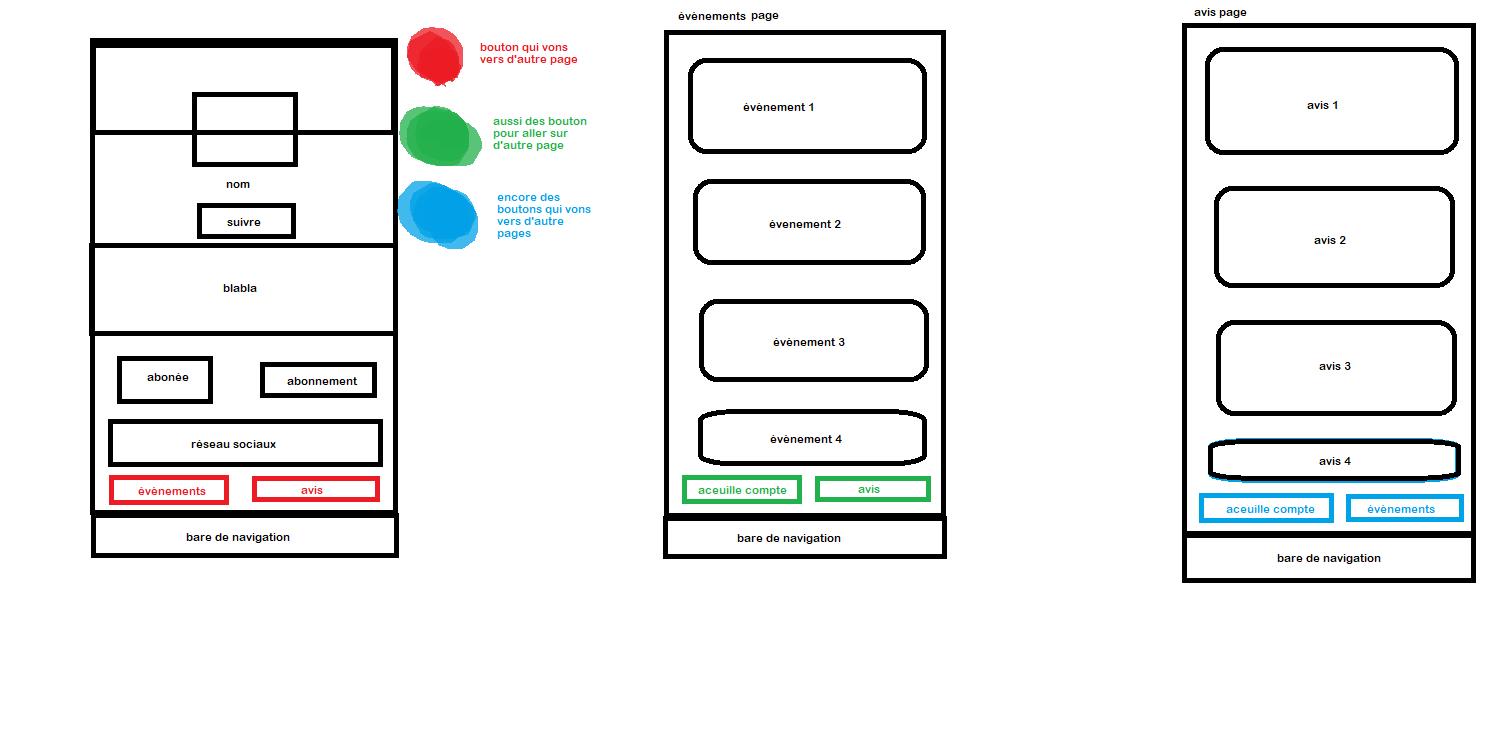 nom
suivre
blabla
abonée
abonnement
réseau sociaux
évènements
avis
bare de navigation
bouton qui vons
vers d'autre page
aussi des bouton
pour aller sur
d'autre page
encore des
boutons qui vons
vers d'autre
pages
évènements page
évènement 1
évenement 2
évènement 3
évènement 4
aceuille compte
avis
bare de navigation
avis page
avis 1
avis 2
avis 3
avis 4
aceuille compte
évènements
bare de navigation